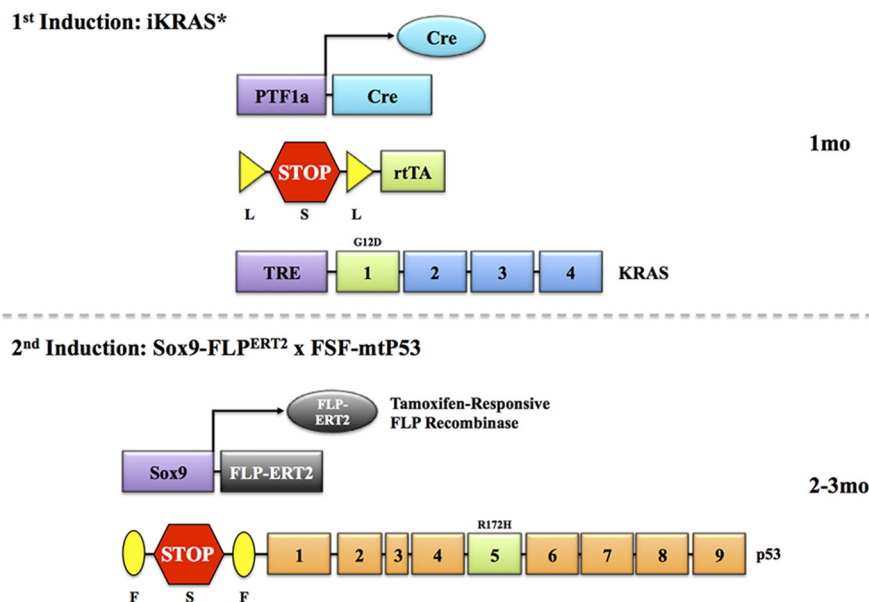 1st Induction: iKRAS*
Cre
PTF1a
Cre
1mo
STOP
rtTA
L
S
L
G12D
TRE
1
2
3
4
KRAS
2nd Induction: Sox9-FLPERT2 x FSF-mtP53
FLP-
ERT2
Tamoxifen-Responsive
FLP Recombinase
Sox9
FLP-ERT2
2-3mo
R172H
STOP
1
2
3
4
5
6
7
8
9
p53
F
S
F